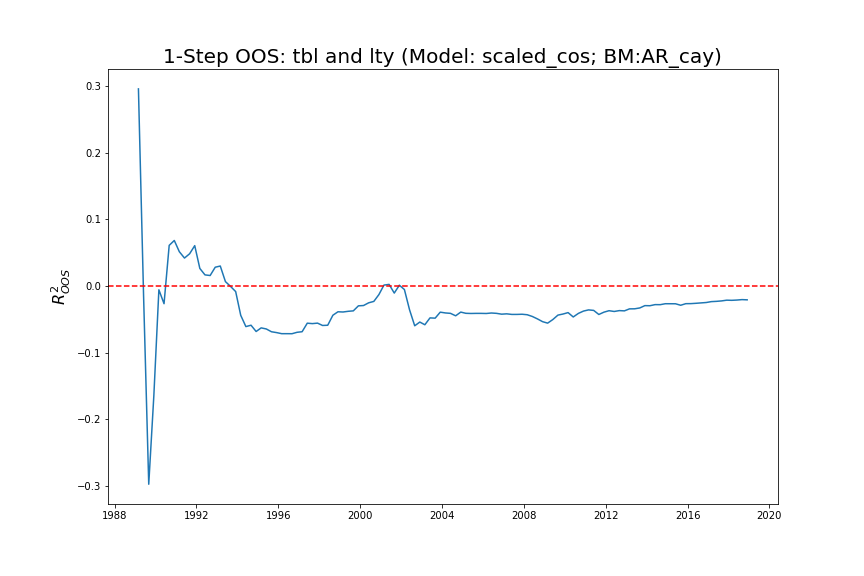 1-Step OOS: tbl and lty (Model: scaled_cos; BM:AR_cay)
R²OOS
0.3
0.2
0.1
0.0
−0.1
−0.2
−0.3
1988 1992 1996 2000 2004 2008 2012 2016 2020